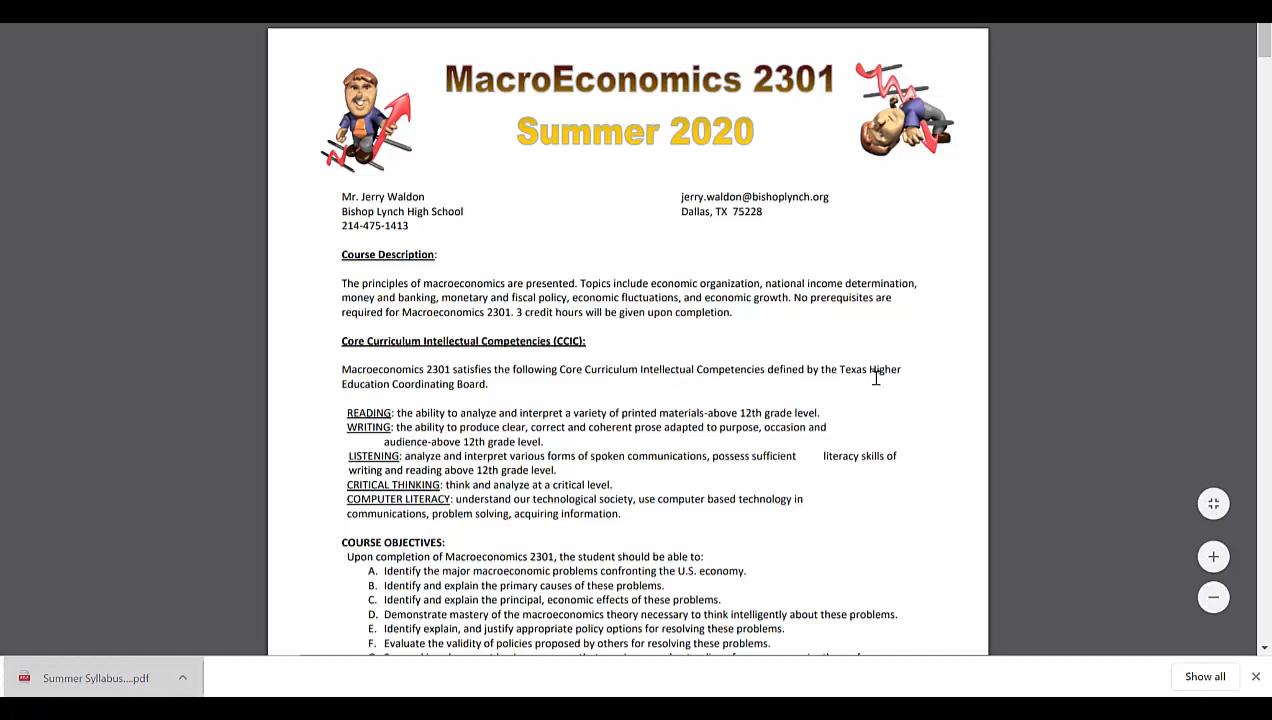 MacroEconomics 2301
Summer 2020
Mr. Jerry Waldon jerry.waldon@bishoplynch.org
Bishop Lynch High School Dallas, TX 75228
214-475-1413
Course Description:
The principles of macroeconomics are presented. Topics include economic organization, national income determination,
money and banking, monetary and fiscal policy, economic fluctuations, and economic growth. No prerequisites are
required for Macroeconomics 2301. 3 credit hours will be given upon completion.
Core Curriculum Intellectual Competencies (CCIC):
Macroeconomics 2301 satisfies the following Core Curriculum Intellectual Competencies defined by the Texas Higher
Education Coordinating Board.
READING: the ability to analyze and interpret a variety of printed materials-above 12th grade level.
WRITING: the ability to produce clear, correct and coherent prose adapted to purpose, occasion and
audience-above 12th grade level.
LISTENING: analyze and interpret various forms of spoken communications, possess sufficient literacy skills of
writing and reading above 12th grade level.
CRITICAL THINKING: think and analyze at a critical level.
COMPUTER LITERACY: understand our technological society, use computer based technology in
communications, problem solving, acquiring information.
COURSE OBJECTIVES:
Upon completion of Macroeconomics 2301, the student should be able to:
A. Identify the major macroeconomic problems confronting the U.S. economy.
B. Identify and explain the primary causes of these problems.
C. Identify and explain the principal, economic effects of these problems.
D. Demonstrate mastery of the macroeconomics theory necessary to think intelligently about these problems.
E. Identify explain, and justify appropriate policy options for resolving these problems.
F. Evaluate the validity of policies proposed by others for resolving these problems.
Summer Syllabus....pdf
Show all